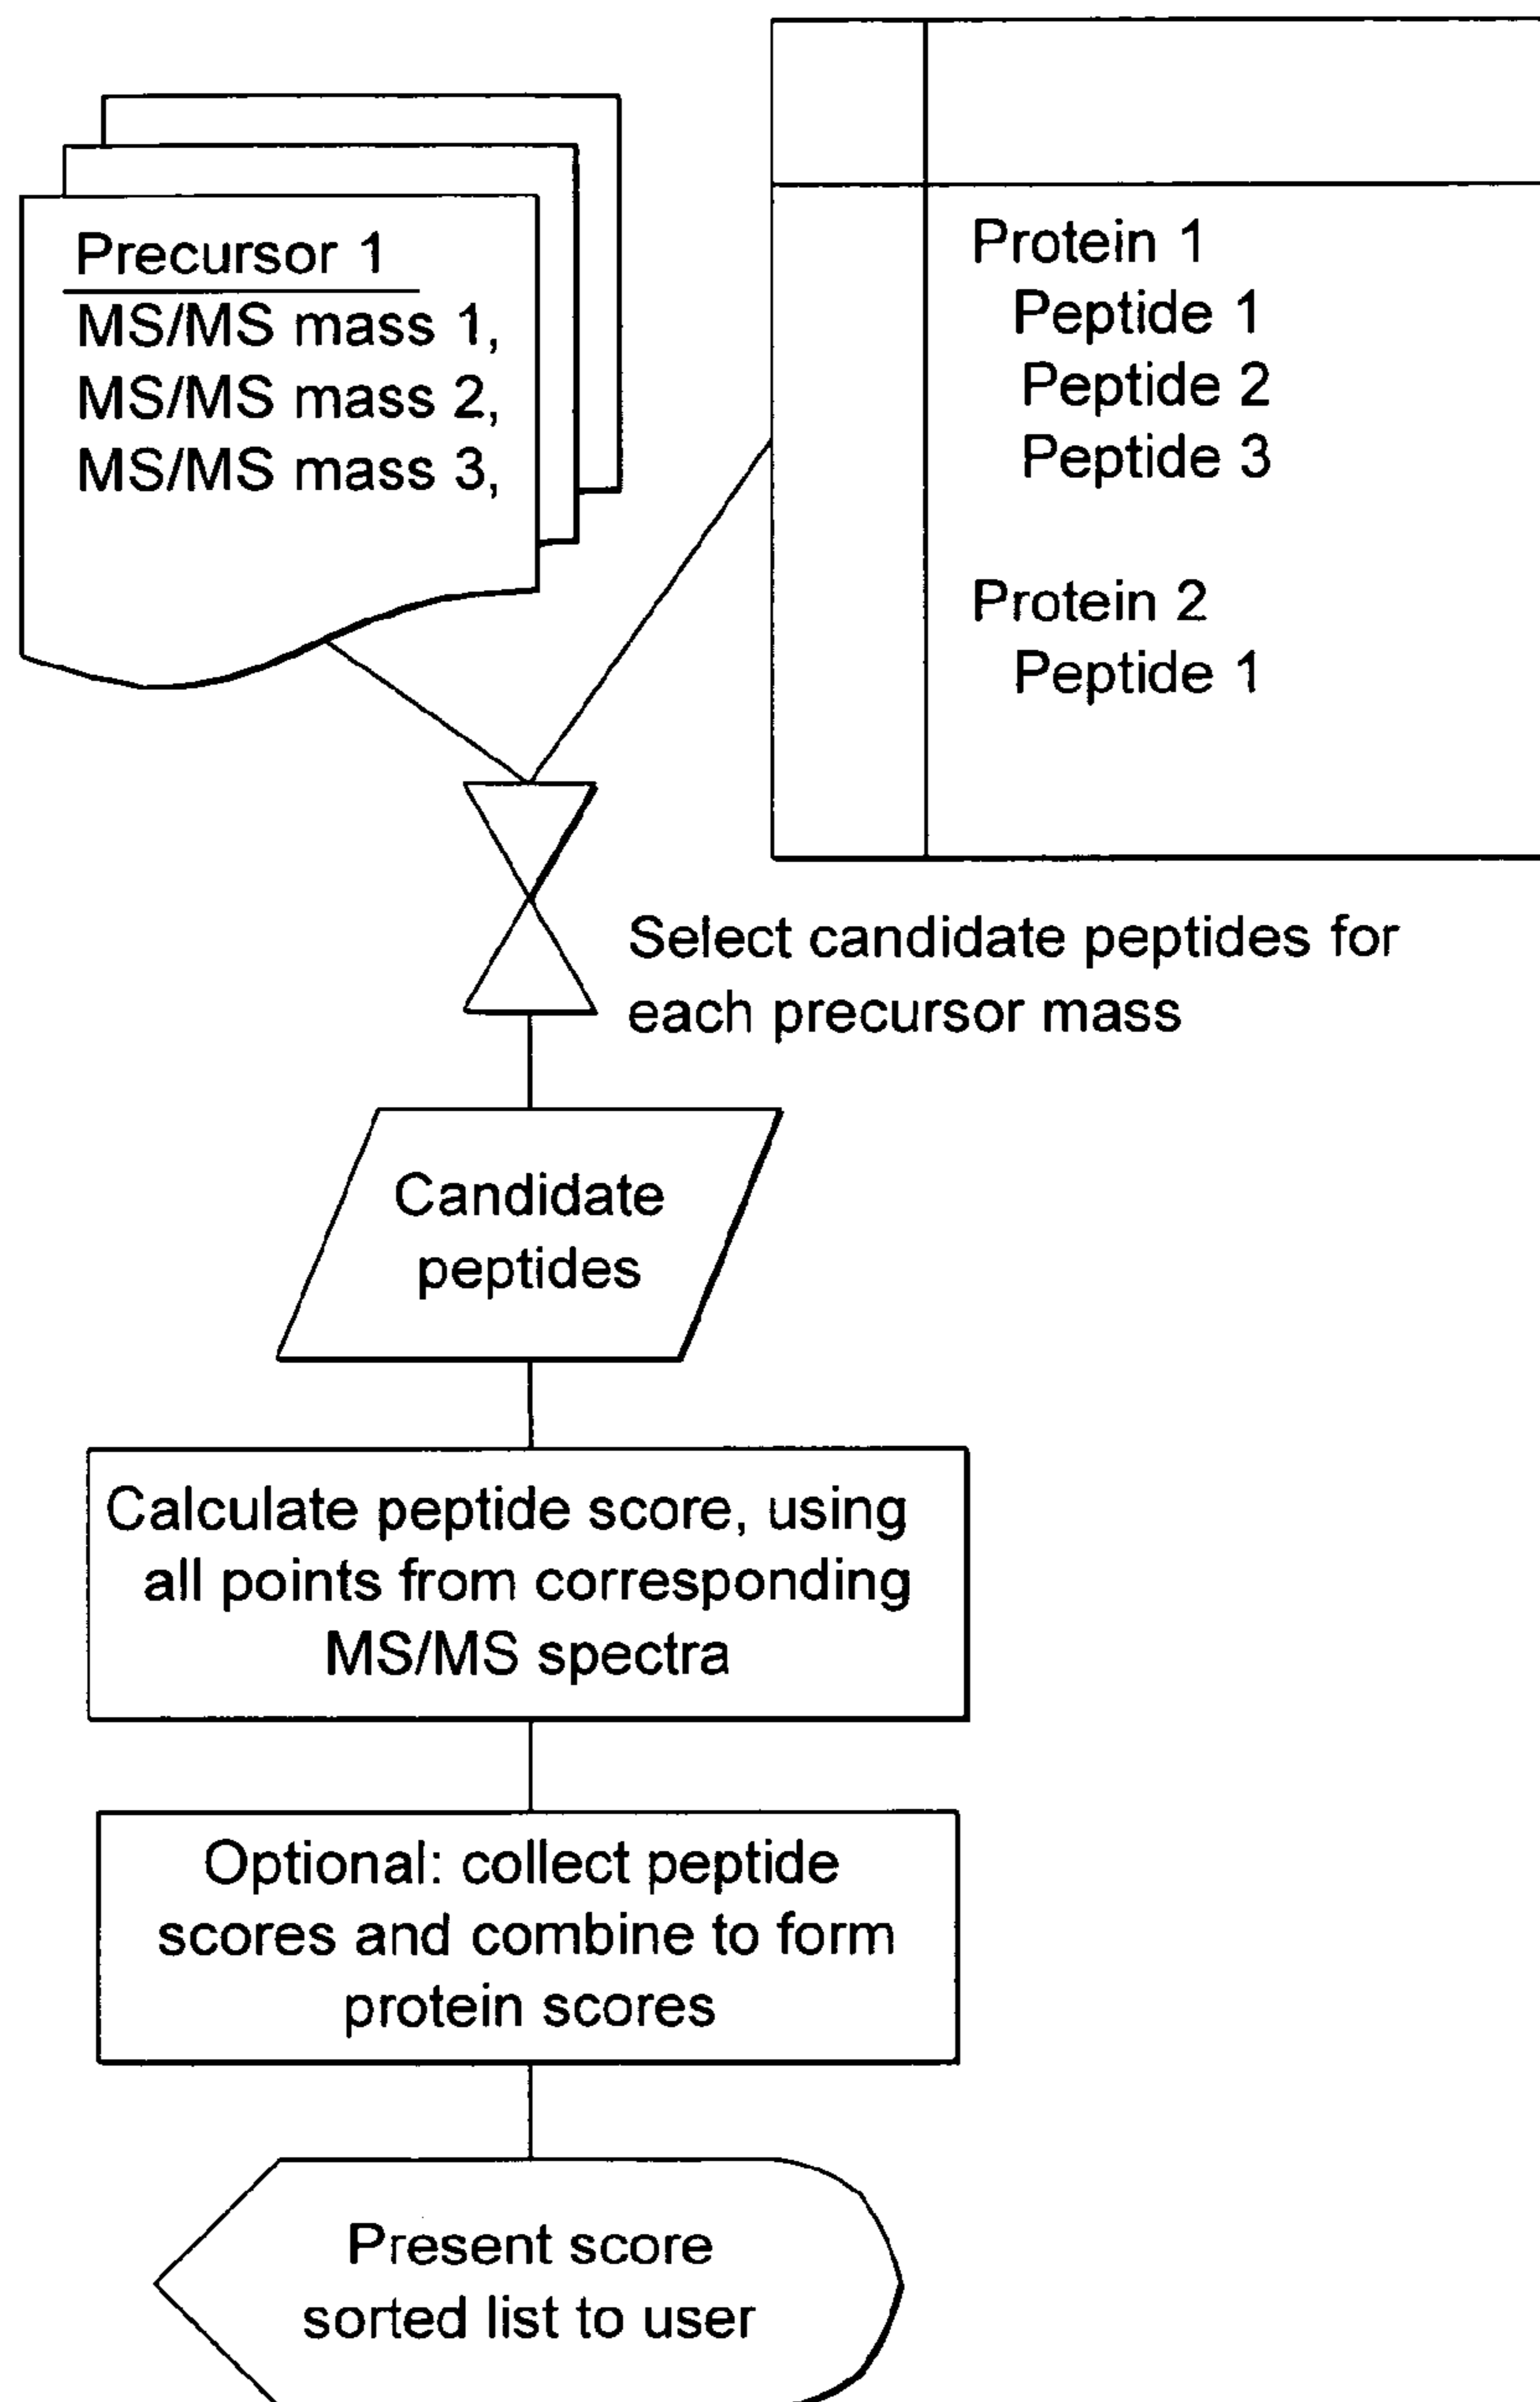 Precursor 1
MS/MS mass 1,
MS/MS mass 2,
MS/MS mass 3,
Protein 1
Peptide 1
Peptide 2
Peptide 3
Protein 2
Peptide 1
Select candidate peptides for
each precursor mass
Candidate
peptides
Calculate peptide score, using
all points from corresponding
MS/MS spectra
Optional: collect peptide
scores and combine to form
protein scores
Present score
sorted list to user